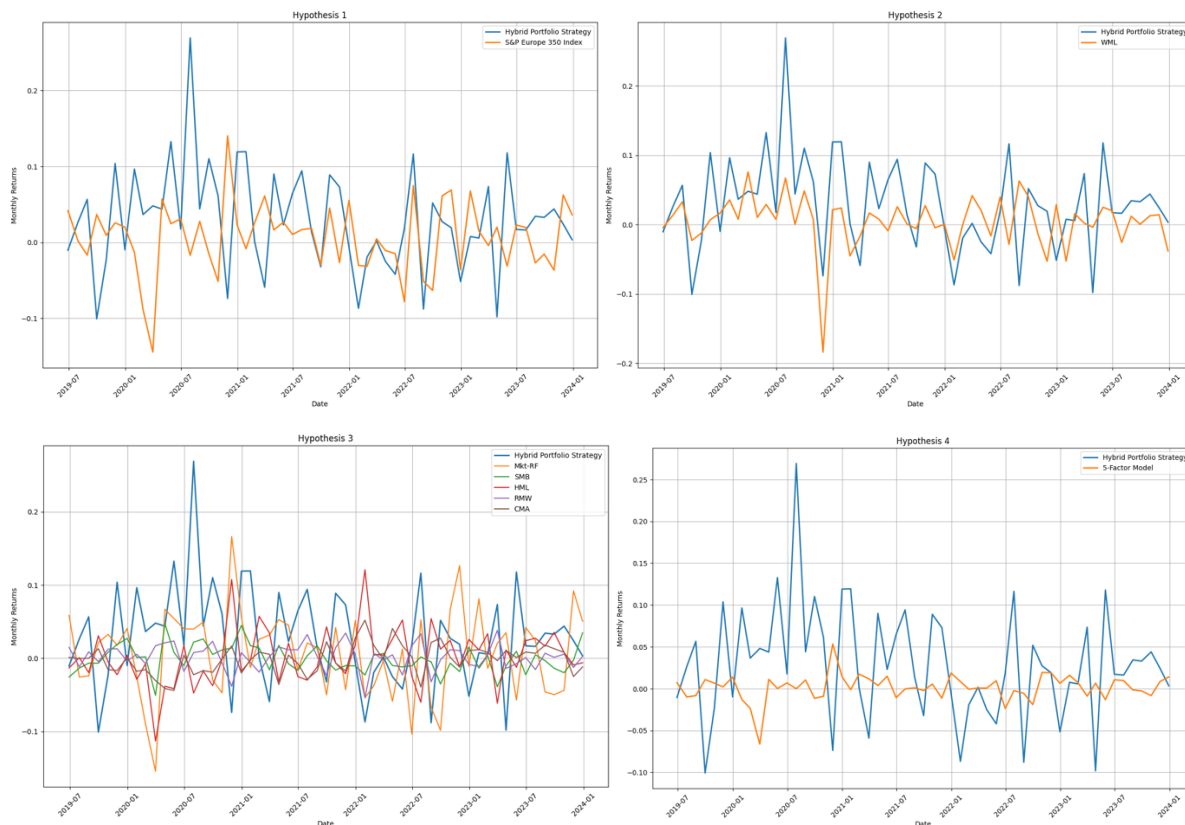 Hypothesis 1
Hybrid Portfolio Strategy
S&P Europe 350 Index
Monthly Returns
0.2
0.1
0.0
−0.1
2019-07
2020-01
2020-07
2021-01
2021-07
2022-01
2022-07
2023-01
2023-07
2024-01
Date
Hypothesis 2
Hybrid Portfolio Strategy
WML
Monthly Returns
0.2
0.1
0.0
−0.1
−0.2
2019-07
2020-01
2020-07
2021-01
2021-07
2022-01
2022-07
2023-01
2023-07
2024-01
Date
Hypothesis 3
Hybrid Portfolio Strategy
Mkt-RF
SMB
HML
RMW
CMA
Monthly Returns
0.2
0.1
0.0
−0.1
2019-07
2020-01
2020-07
2021-01
2021-07
2022-01
2022-07
2023-01
2023-07
2024-01
Date
Hypothesis 4
Hybrid Portfolio Strategy
5-Factor Model
Monthly Returns
0.25
0.20
0.15
0.10
0.05
0.00
−0.05
−0.10
2019-07
2020-01
2020-07
2021-01
2021-07
2022-01
2022-07
2023-01
2023-07
2024-01
Date